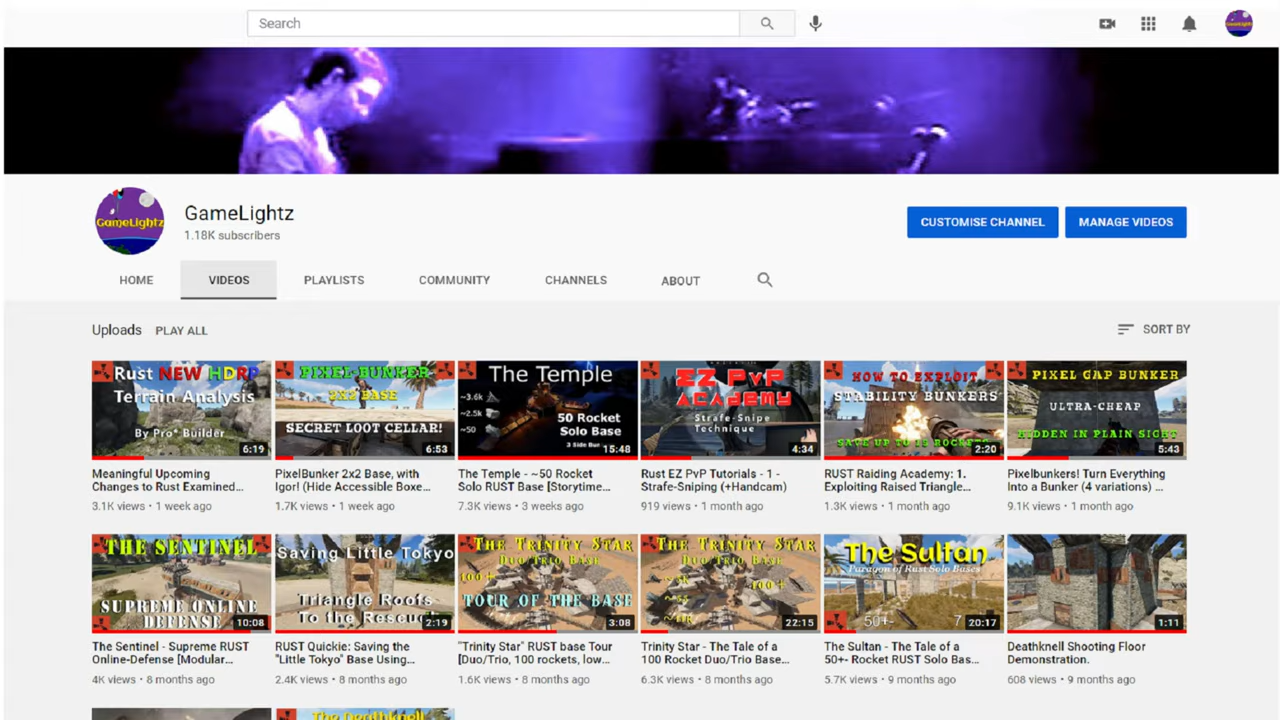 Search
GameLightz
GameLightz
1.18K subscribers
CUSTOMISE CHANNEL
MANAGE VIDEOS
HOME
VIDEOS
PLAYLISTS
COMMUNITY
CHANNELS
ABOUT
Uploads
PLAY ALL
SORT BY
Rust NEW HDRP
Terrain Analysis
By Pro* Builder
6:19
PIXEL-BUNKER
2X2 BASE
SECRET LOOT CELLAR!
6:53
The Temple
~3.6k
~2.5k
~50
50 Rocket
Solo Base
15:48
EZ PvP
Academy
Strafe-Snipe
Technique
4:34
HOW TO EXPLOIT
STABILITY BUNKERS
SAVE UP TO 15 ROCKETS
2:20
PIXEL GAP BUNKER
ULTRA-CHEAP
HIDDEN IN PLAIN SIGHT
5:43
Meaningful Upcoming
Changes to Rust Examined...
3.1K views • 1 week ago
PixelBunker 2x2 Base, with
Igor! (Hide Accessible Boxe...
1.7K views • 1 week ago
The Temple - ~50 Rocket
Solo RUST Base [Storytime...
7.3K views • 3 weeks ago
Rust EZ PvP Tutorials - 1 -
Strafe-Sniping (+Handcam)
919 views • 1 month ago
RUST Raiding Academy: 1.
Exploiting Raised Triangle...
1.3K views • 1 month ago
Pixelbunkers! Turn Everything
Into a Bunker (4 variations) ...
9.1K views • 1 month ago
THE SENTINEL
SUPREME ONLINE
DEFENSE
10:08
Saving Little Tokyo
Triangle Roofs
To the Rescue
2:19
THE TRINITY STAR
DUO/TRIO BASE
100+
TOUR OF THE BASE
3:08
THE TRINITY STAR
DUO/TRIO BASE
100+
22:15
The Sultan
Paragon of Rust Solo Bases
50+-
7
20:17
1:11
The Sentinel - Supreme RUST
Online-Defense [Modular...
4K views • 8 months ago
RUST Quickie: Saving the
"Little Tokyo" Base Using...
2.4K views • 8 months ago
"Trinity Star" RUST base Tour
[Duo/Trio, 100 rockets, low...
1.6K views • 8 months ago
Trinity Star - The Tale of a
100 Rocket Duo/Trio Base...
6.3K views • 8 months ago
The Sultan - The Tale of a
50+- Rocket RUST Solo Bas...
5.7K views • 9 months ago
Deathknell Shooting Floor
Demonstration.
608 views • 9 months ago
The Deathknell